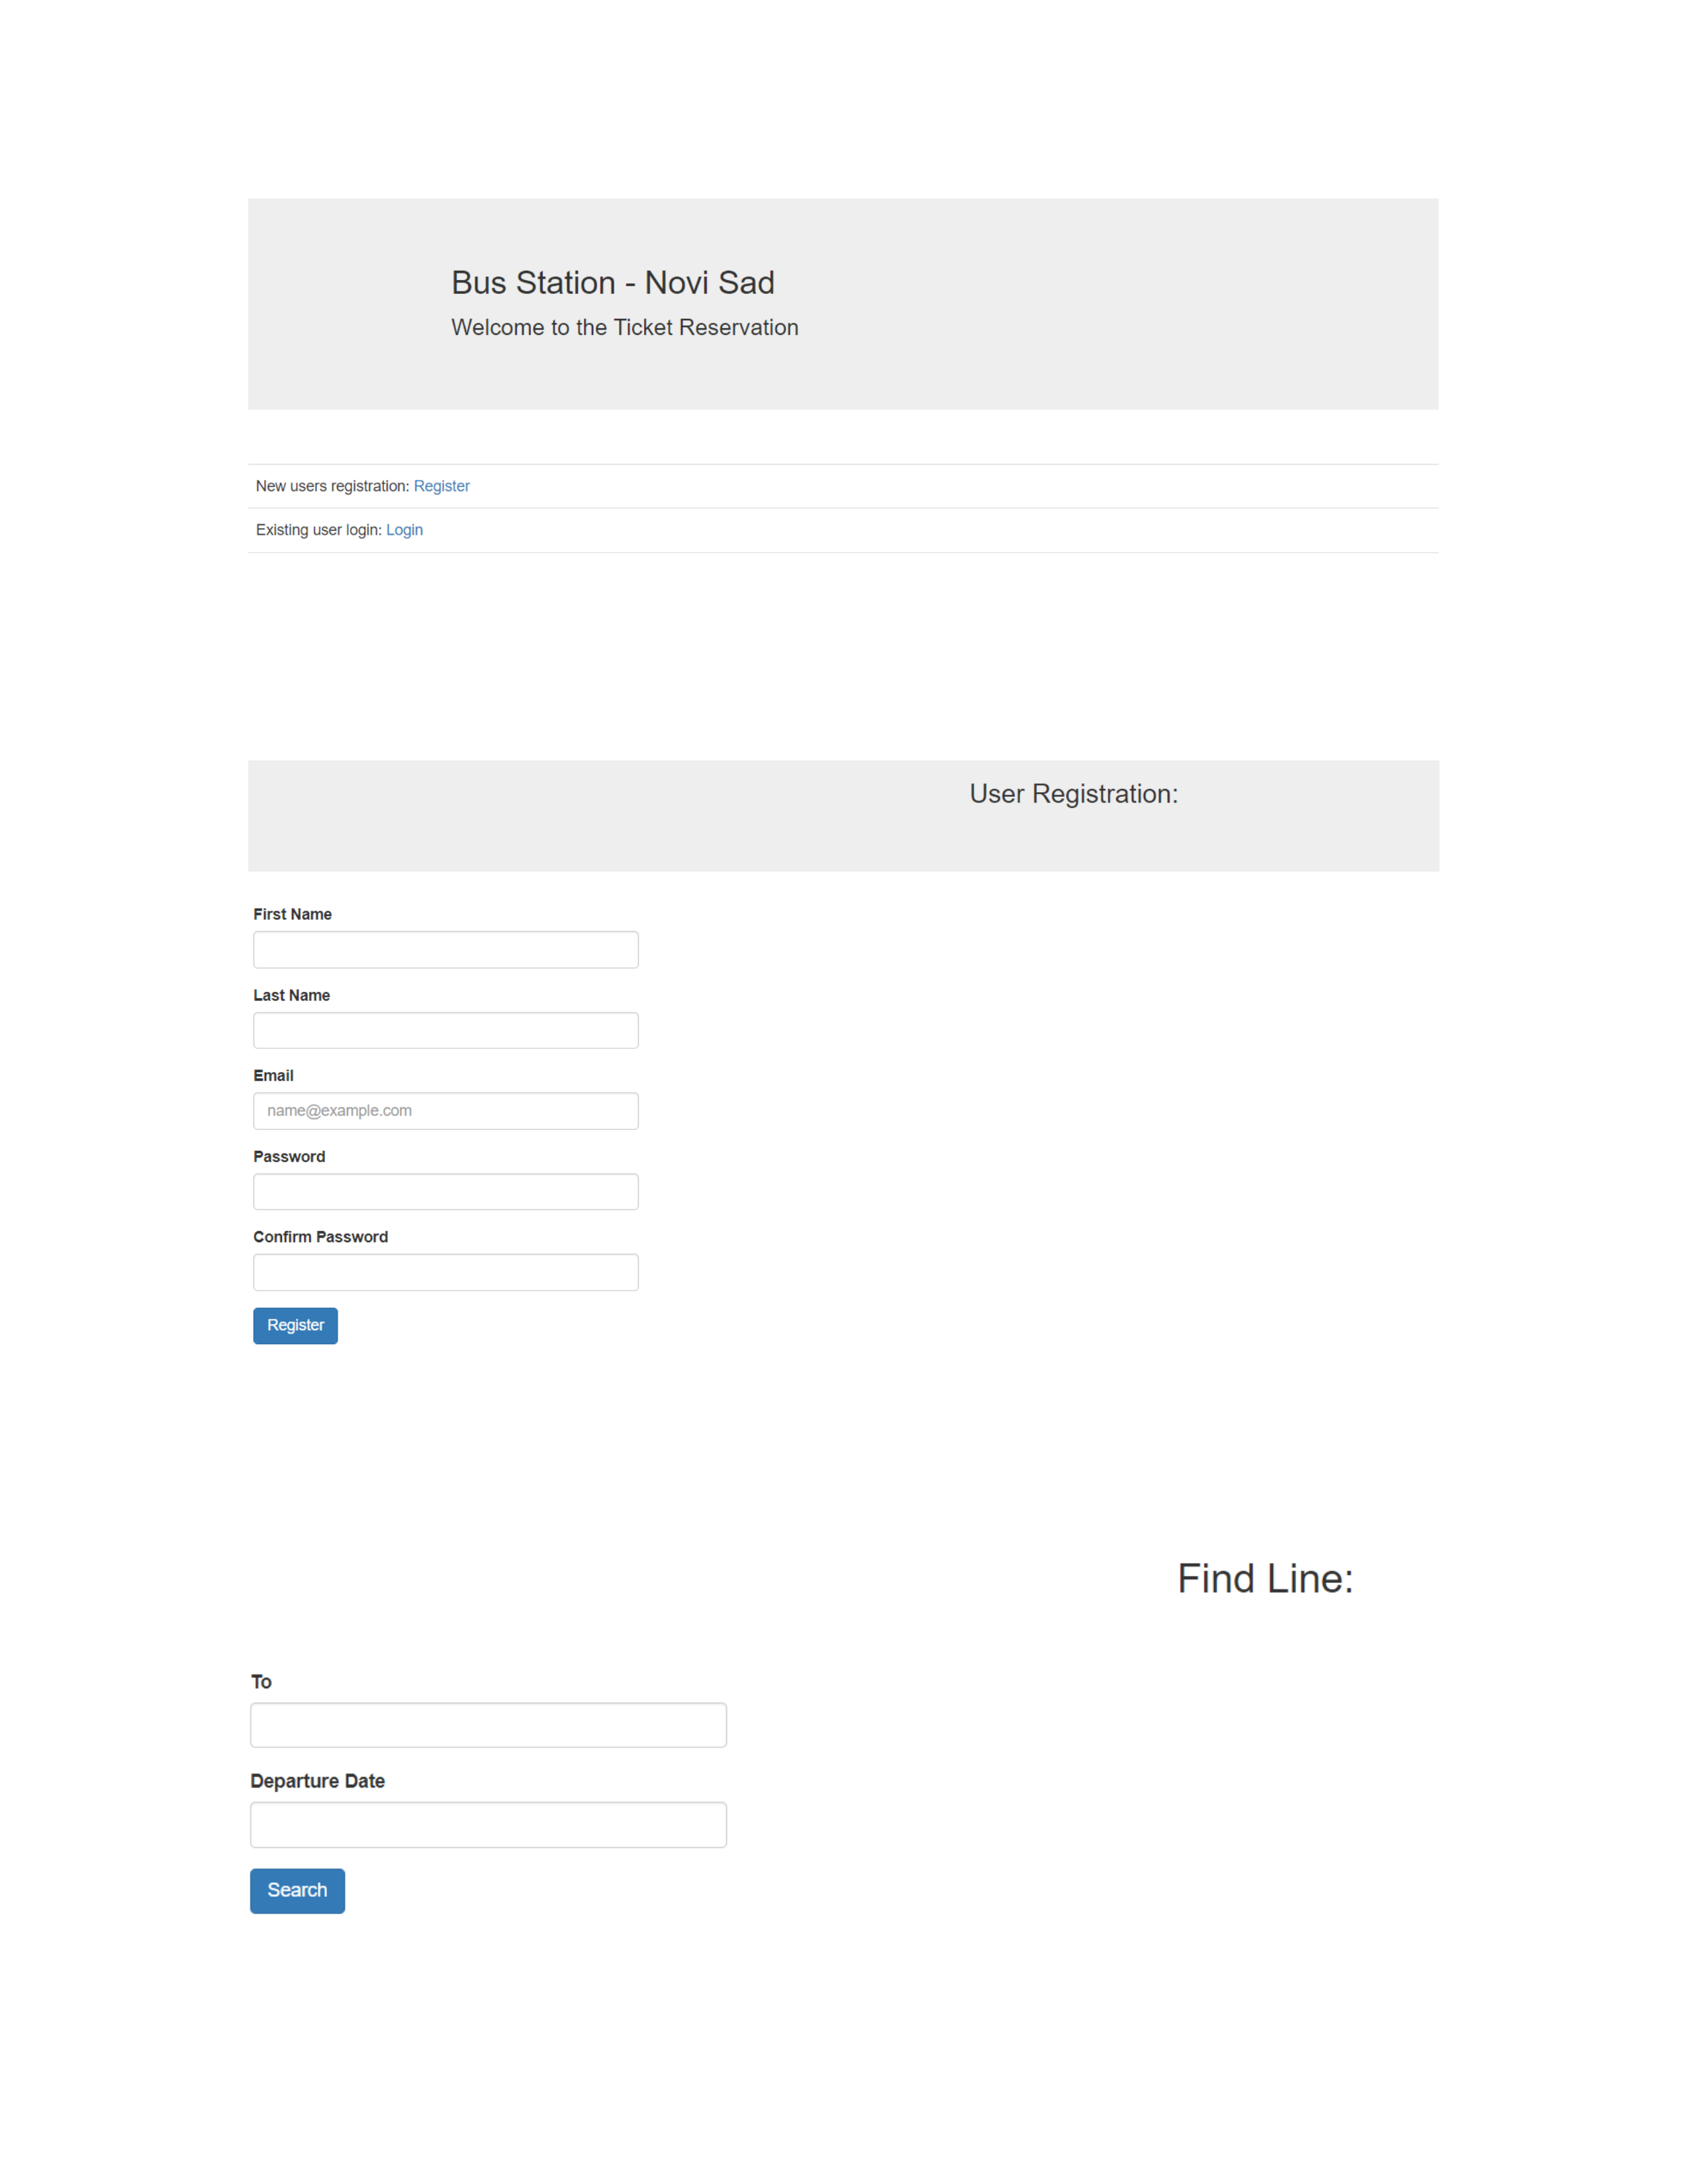 Bus Station - Novi Sad
Welcome to the Ticket Reservation
New users registration: Register
Existing user login: Login
User Registration:
First Name
Last Name
Email
name@example.com
Password
Confirm Password
Register
Find Line:
To
Departure Date
Search